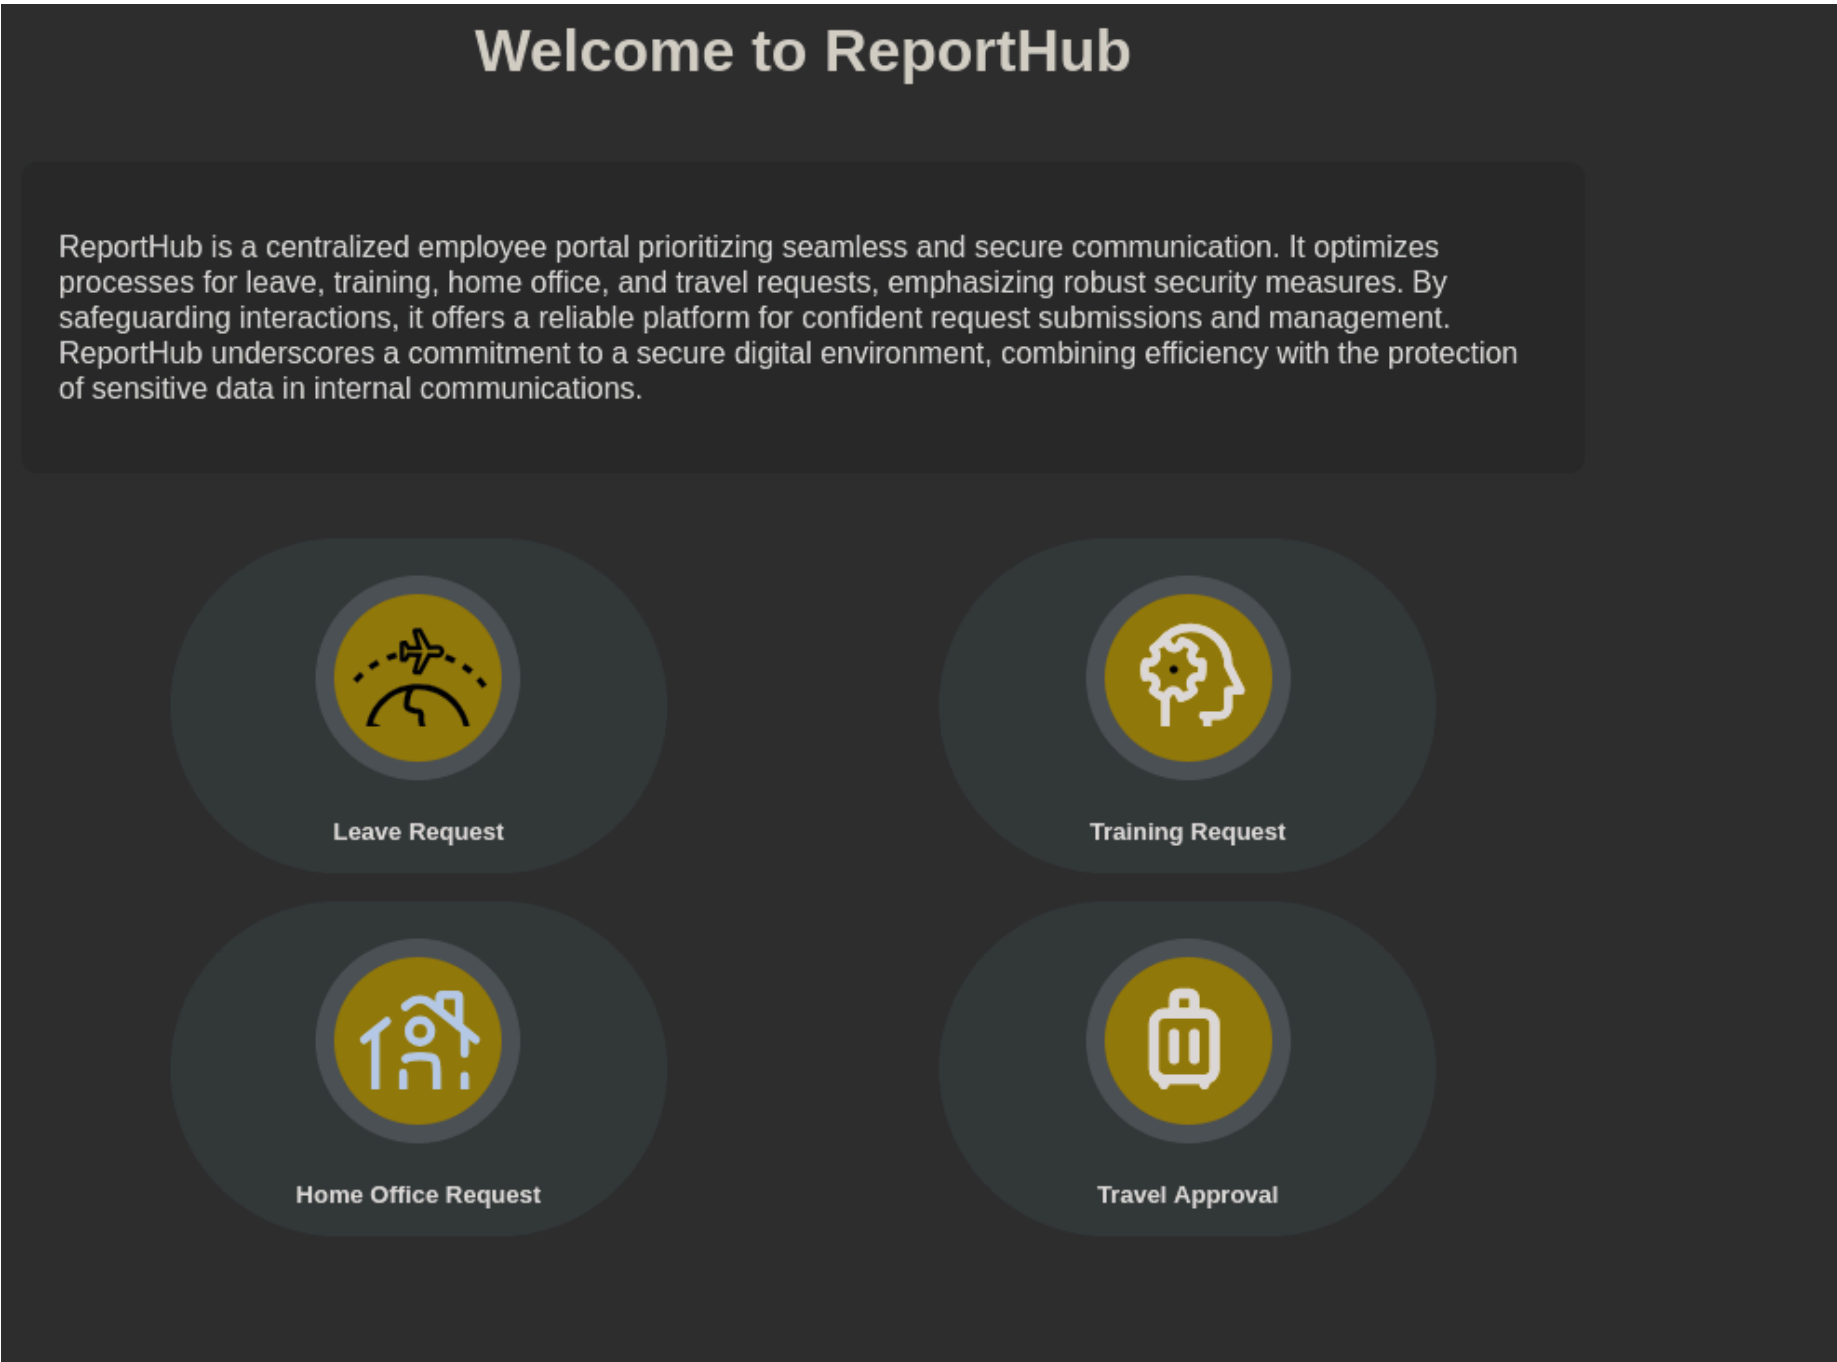 Welcome to ReportHub
ReportHub is a centralized employee portal prioritizing seamless and secure communication. It optimizes
processes for leave, training, home office, and travel requests, emphasizing robust security measures. By
safeguarding interactions, it offers a reliable platform for confident request submissions and management.
ReportHub underscores a commitment to a secure digital environment, combining efficiency with the protection
of sensitive data in internal communications.
Leave Request
Training Request
Home Office Request
Travel Approval